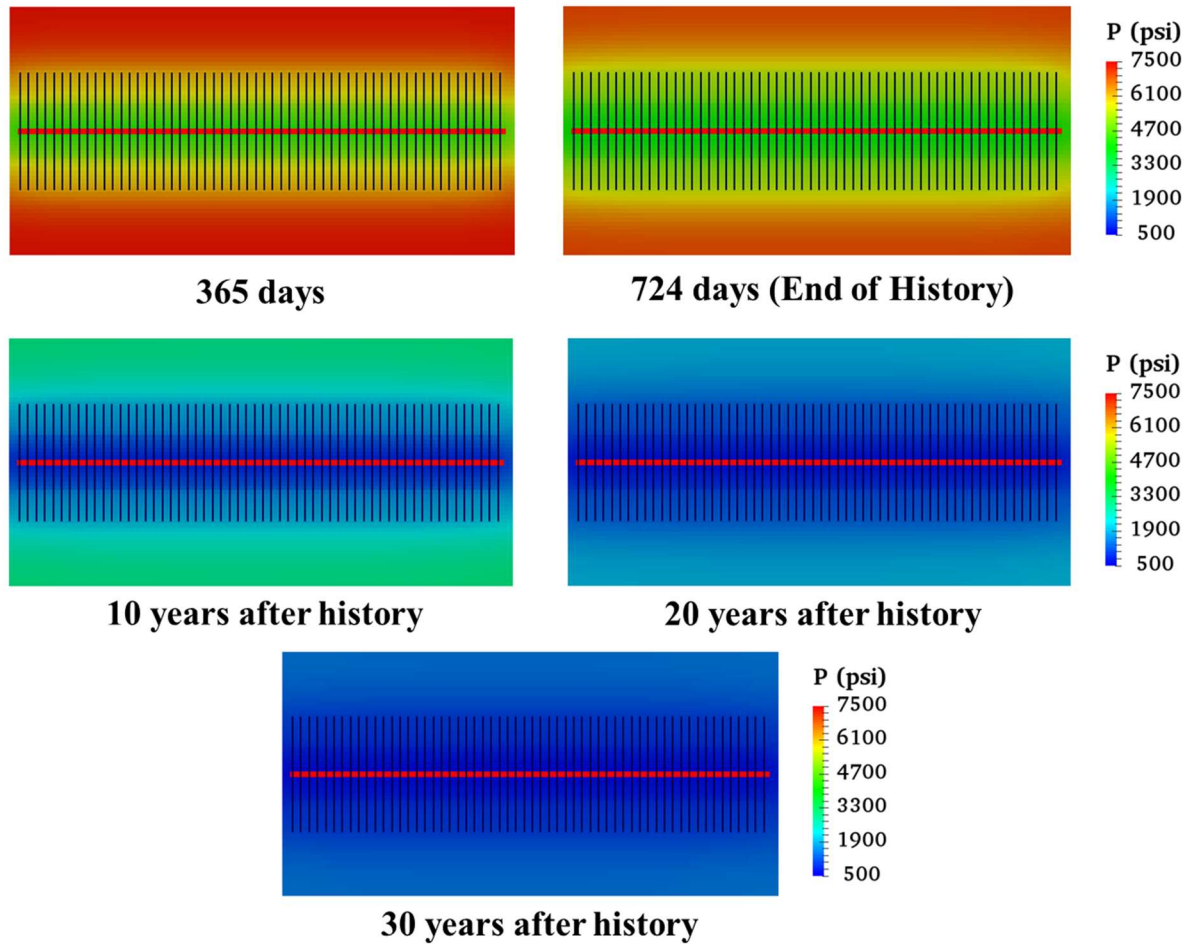 P (psi)
7500
6100
4700
3300
1900
500
365 days
724 days (End of History)
P (psi)
7500
6100
4700
3300
1900
500
10 years after history
20 years after history
P (psi)
7500
6100
4700
3300
1900
500
30 years after history